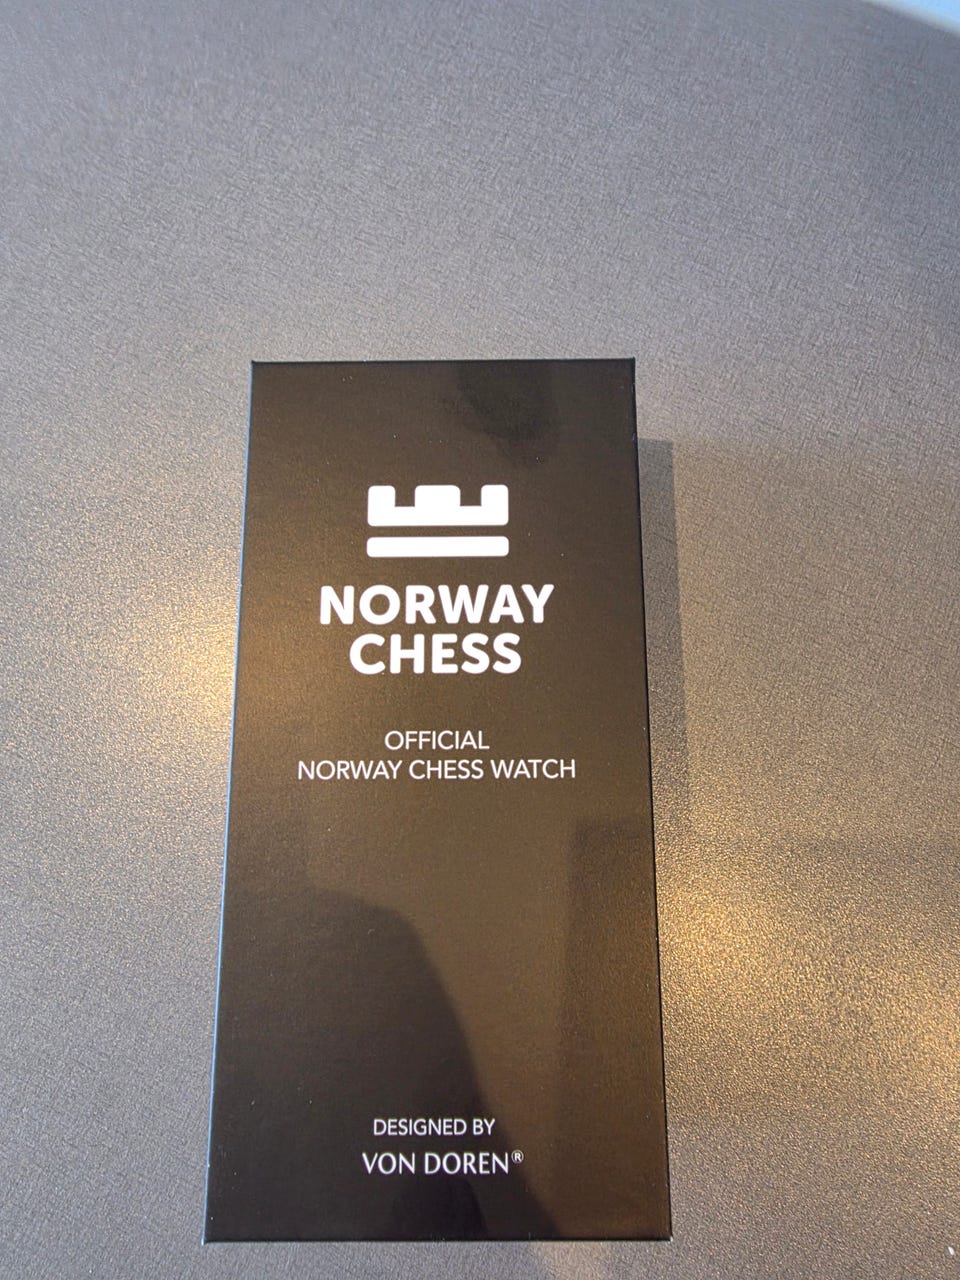 NORWAY
CHESS
OFFICIAL
NORWAY CHESS WATCH
DESIGNED BY
VON DOREN®